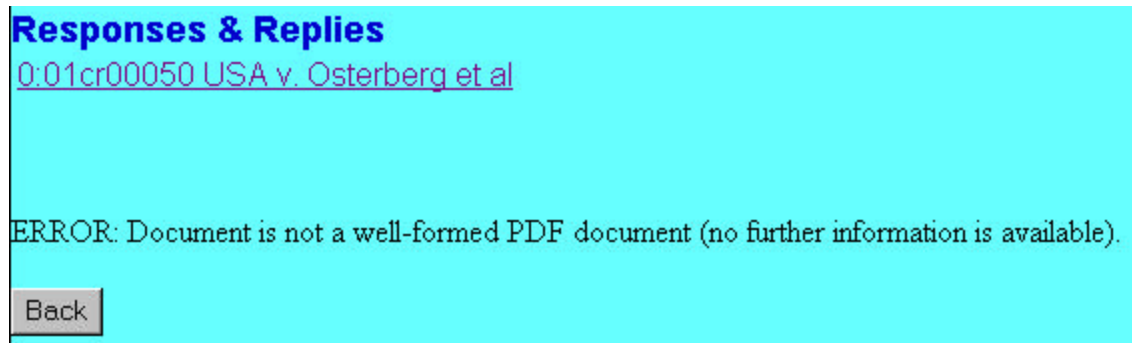 Responses & Replies
0:01cr00050 USA v. Osterberg et al
ERROR: Document is not a well-formed PDF document (no further information is available).
Back